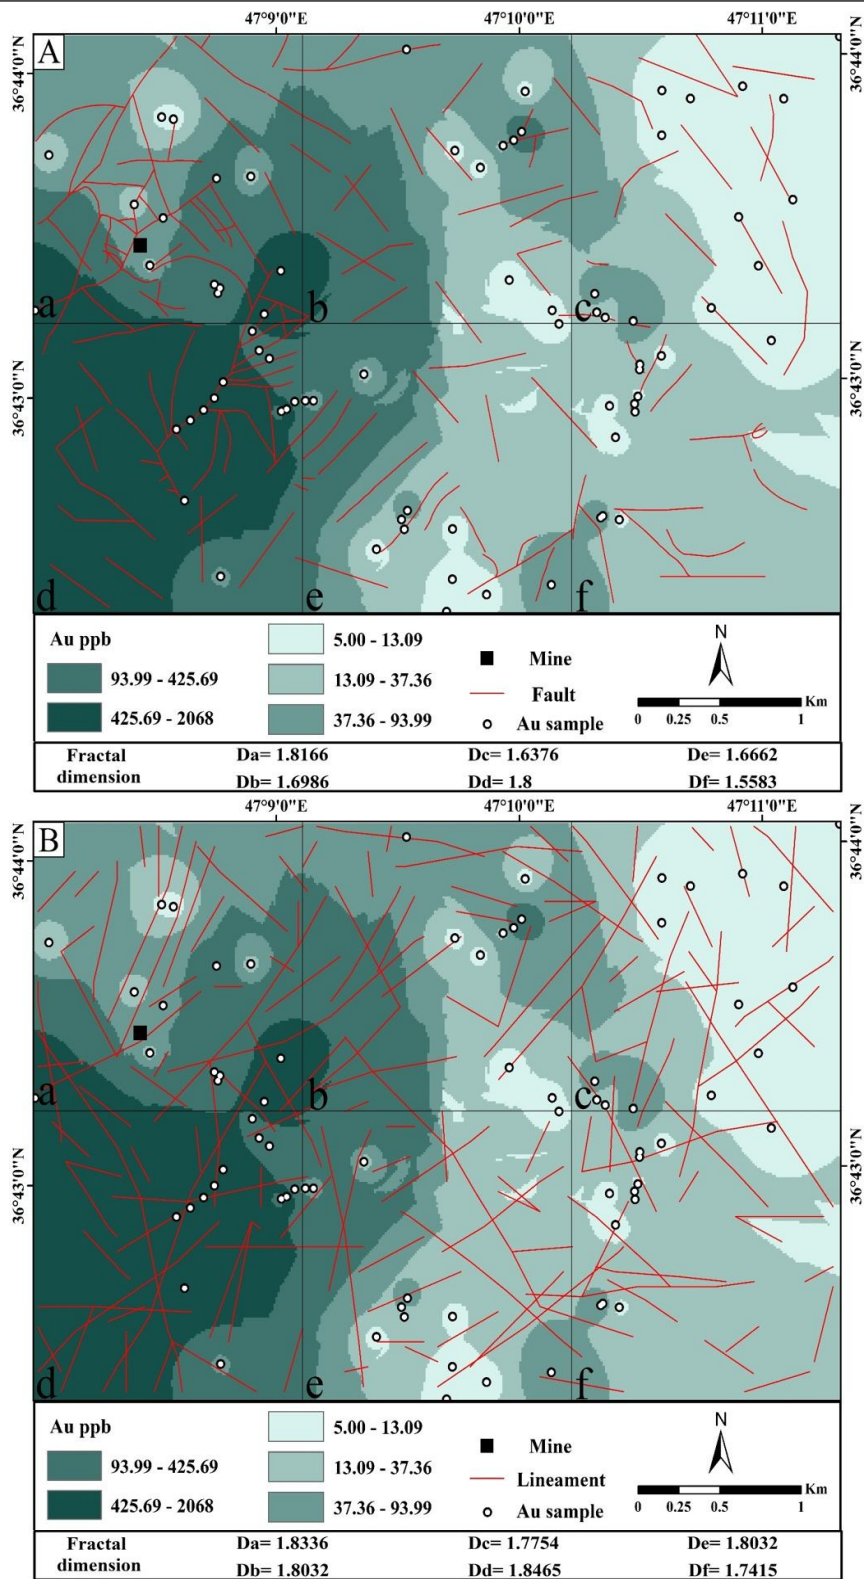 47°9'0"E 47°10'0"E 47°11'0"E
A
36°44'0"N 36°44'0"N
a b c
36°43'0"N 36°43'0"N
d e f
Au ppb
93.99 - 425.69
425.69 - 2068
5.00 - 13.09
13.09 - 37.36
37.36 - 93.99
Mine
Fault
Au sample
N
Km
0 0.25 0.5 1
Fractal dimension
Da= 1.8166 Dc= 1.6376 De= 1.6662
Db= 1.6986 Dd= 1.8 Df= 1.5583
47°9'0"E 47°10'0"E 47°11'0"E
B
36°44'0"N 36°44'0"N
a b c
36°43'0"N 36°43'0"N
d e f
Au ppb
93.99 - 425.69
425.69 - 2068
5.00 - 13.09
13.09 - 37.36
37.36 - 93.99
Mine
Lineament
Au sample
N
Km
0 0.25 0.5 1
Fractal dimension
Da= 1.8336 Dc= 1.7754 De= 1.8032
Db= 1.8032 Dd= 1.8465 Df= 1.7415